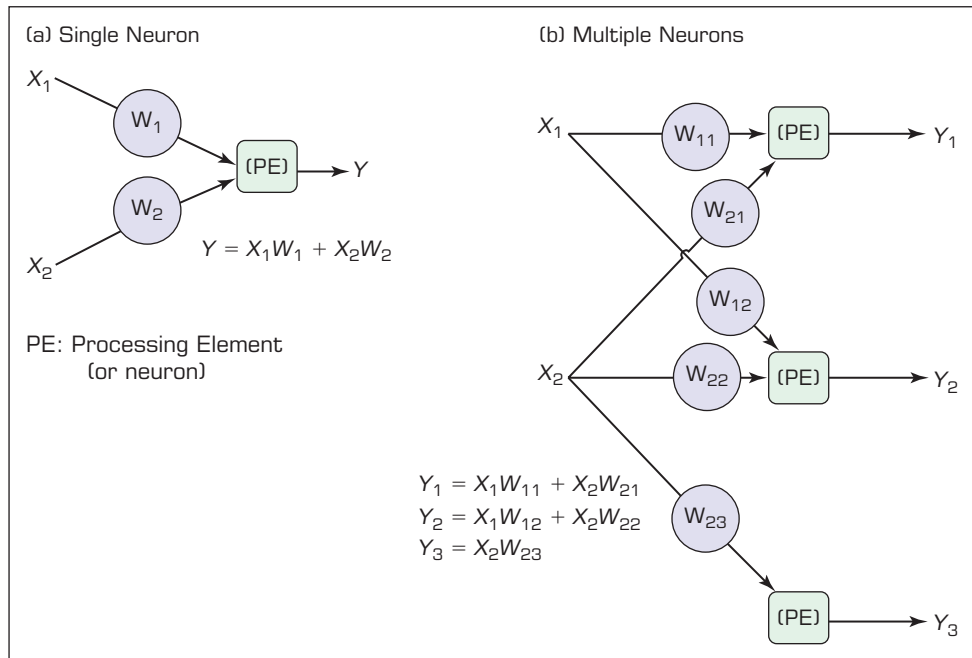 (a) Single Neuron
X₁
W₁
(PE)
Y
W₂
X₂
Y = X₁W₁ + X₂W₂
PE: Processing Element
(or neuron)
(b) Multiple Neurons
X₁
W₁₁
(PE)
Y₁
W₂₁
W₁₂
X₂
W₂₂
(PE)
Y₂
Y₁ = X₁W₁₁ + X₂W₂₁
Y₂ = X₁W₁₂ + X₂W₂₂
Y₃ = X₂W₂₃
W₂₃
(PE)
Y₃